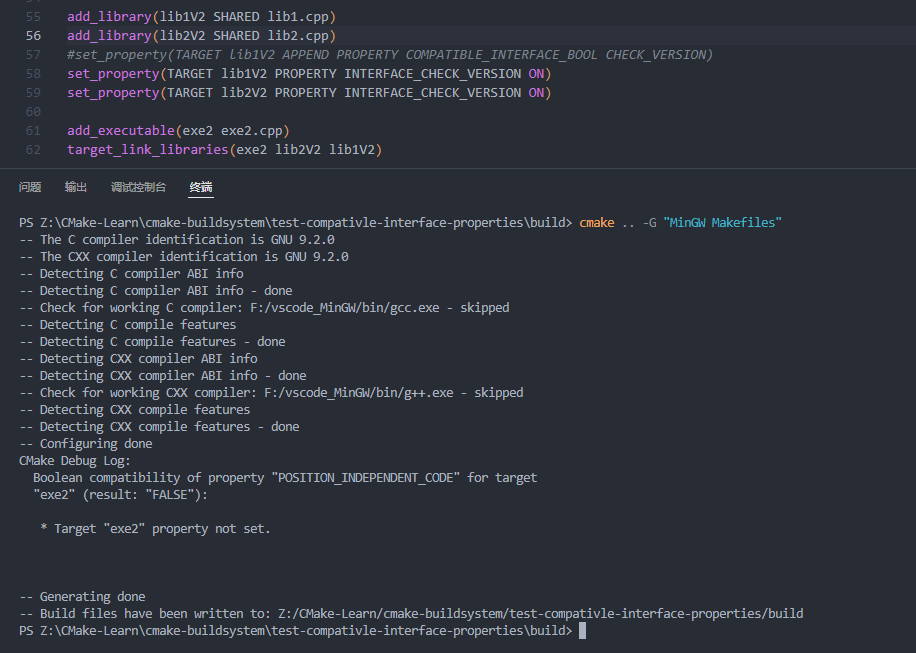 55 add_library(lib1V2 SHARED lib1.cpp)
56 add_library(lib2V2 SHARED lib2.cpp)
57 #set_property(TARGET lib1V2 APPEND PROPERTY COMPATIBLE_INTERFACE_BOOL CHECK_VERSION)
58 set_property(TARGET lib1V2 PROPERTY INTERFACE_CHECK_VERSION ON)
59 set_property(TARGET lib2V2 PROPERTY INTERFACE_CHECK_VERSION ON)
60
61 add_executable(exe2 exe2.cpp)
62 target_link_libraries(exe2 lib2V2 lib1V2)
问题 输出 调试控制台 终端
PS Z:\CMake-Learn\cmake-buildsystem\test-compativle-interface-properties\build> cmake .. -G "MinGW Makefiles"
-- The C compiler identification is GNU 9.2.0
-- The CXX compiler identification is GNU 9.2.0
-- Detecting C compiler ABI info
-- Detecting C compiler ABI info - done
-- Check for working C compiler: F:/vscode_MinGW/bin/gcc.exe - skipped
-- Detecting C compile features
-- Detecting C compile features - done
-- Detecting CXX compiler ABI info
-- Detecting CXX compiler ABI info - done
-- Check for working CXX compiler: F:/vscode_MinGW/bin/g++.exe - skipped
-- Detecting CXX compile features
-- Detecting CXX compile features - done
-- Configuring done
CMake Debug Log:
Boolean compatibility of property "POSITION_INDEPENDENT_CODE" for target
"exe2" (result: "FALSE"):
* Target "exe2" property not set.
-- Generating done
-- Build files have been written to: Z:/CMake-Learn/cmake-buildsystem/test-compativle-interface-properties/build
PS Z:\CMake-Learn\cmake-buildsystem\test-compativle-interface-properties\build>